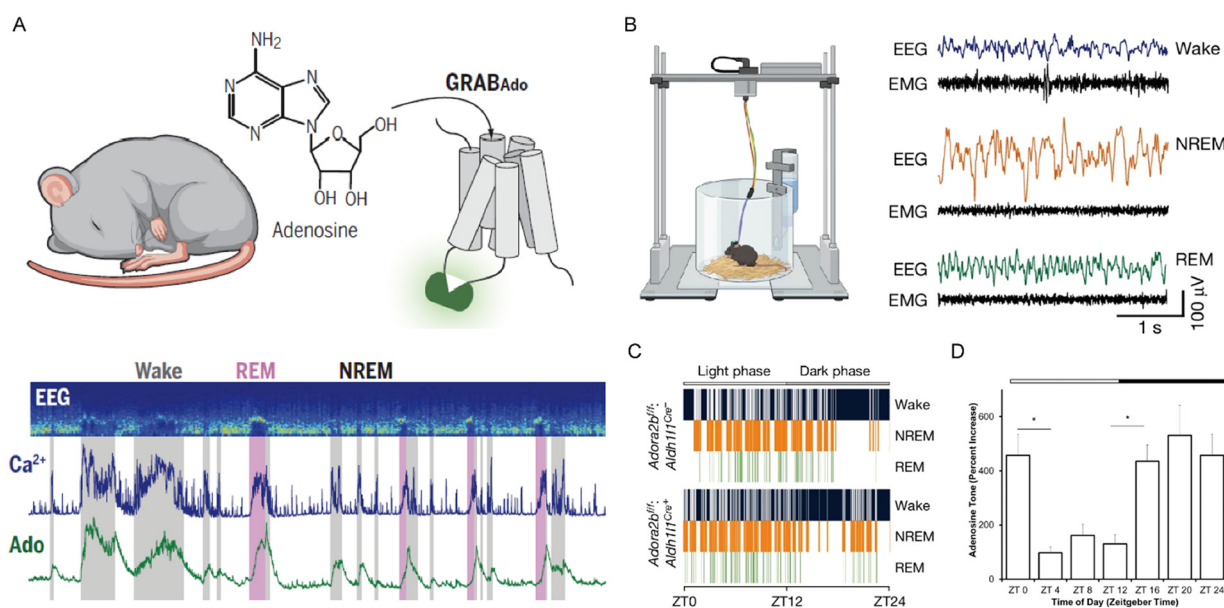 A
NH2
N
N
N
N
O
OH
OH
OH
Adenosine
GRABAdo
Wake
REM
NREM
EEG
Ca2+
Ado
B
EEG
Wake
EMG
EEG
NREM
EMG
EEG
REM
EMG
100 µV
1 s
C
Light phase
Dark phase
Adora2bf/f:
Aldh1l1Cre-
Wake
NREM
REM
Adora2bf/f:
Aldh1l1Cre+
Wake
NREM
REM
ZT0
ZT12
ZT24
D
Adenosine Tone (Percent Increase)
600
400
200
0
*
*
ZT 0
ZT 4
ZT 8
ZT 12
ZT 16
ZT 20
ZT 24
Time of Day (Zeitgeber Time)